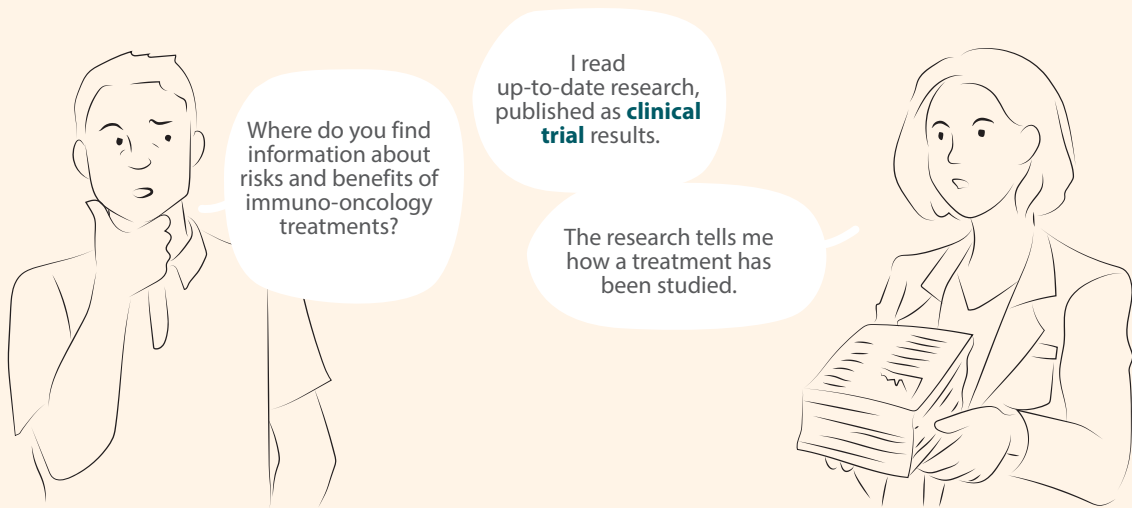 Where do you find
information about
risks and benefits of
immuno-oncology
treatments?
I read
up-to-date research,
published as clinical
trial results.
The research tells me
how a treatment has
been studied.